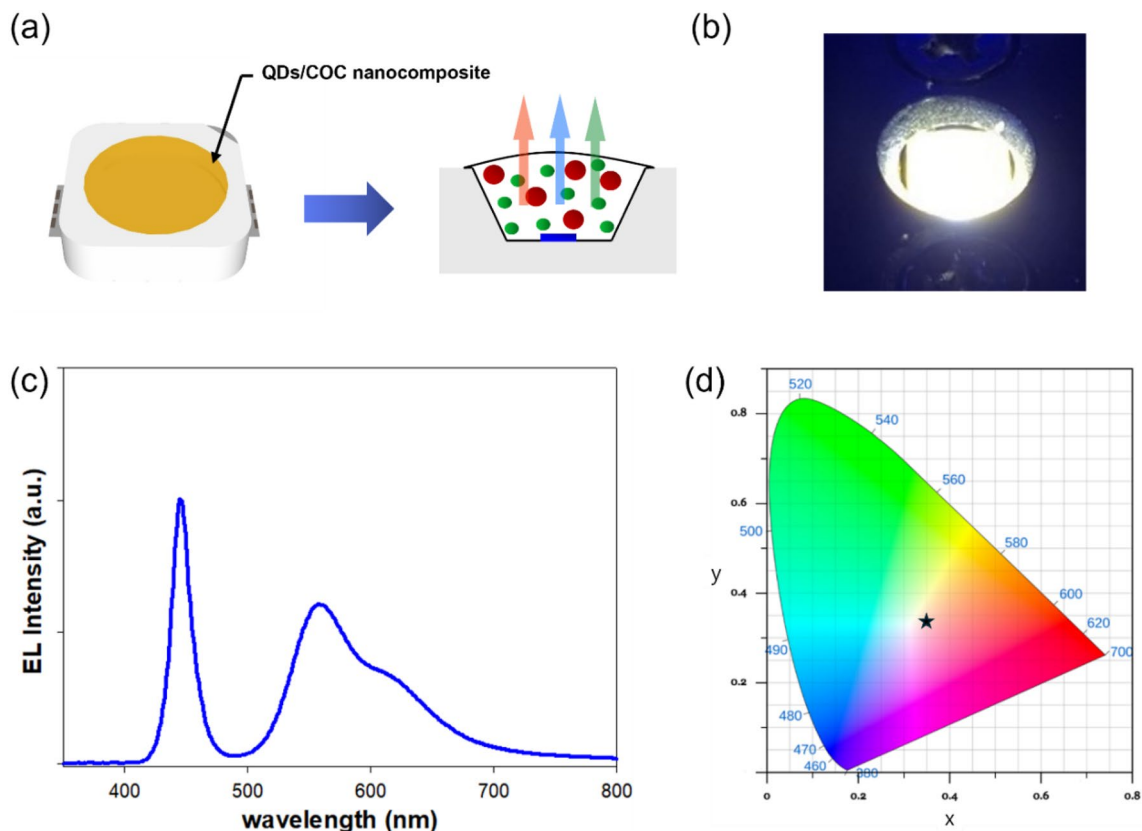 (a)
QDs/COC nanocomposite
(b)
(c)
EL Intensity (a.u.)
400 500 600 700 800
wavelength (nm)
(d)
520
540
560
580
600
620
700
500
490
480
470
460
380
0.8
0.6
0.4
0.2
0
y
0 0.2 0.4 0.6 0.8
x